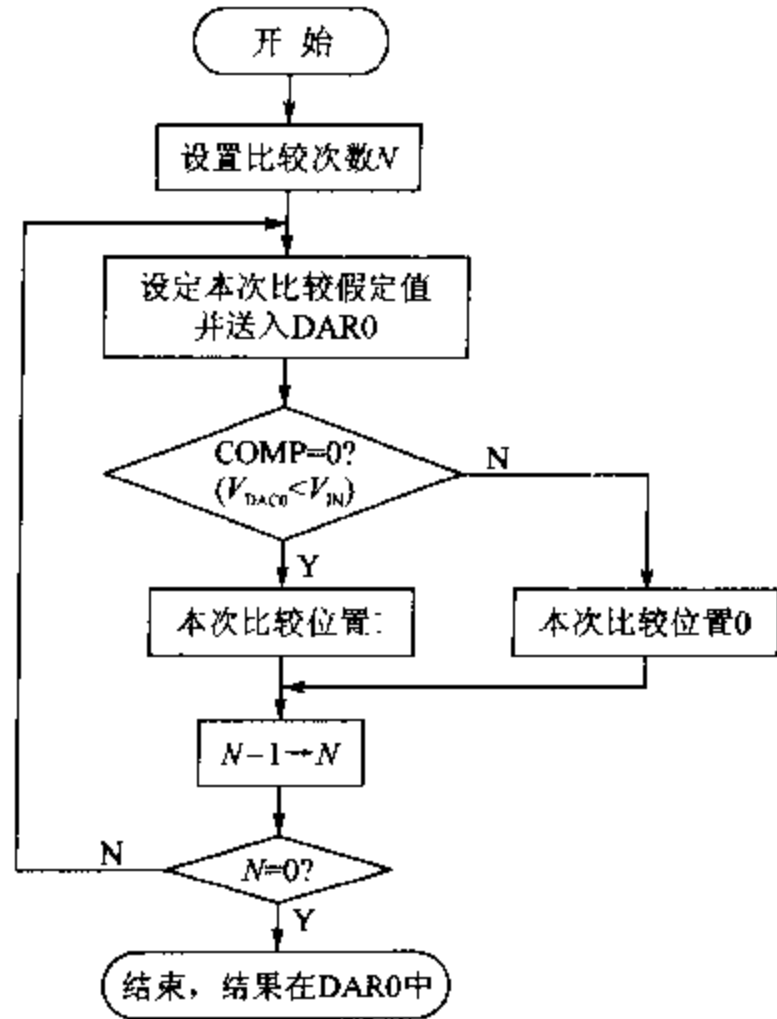 开 始
设置比较次数N
设定本次比较假定值
并送入DAR0
COMP=0?
(V_DAC0<V_IN)
N
Y
本次比较位置
本次比较位置0
N-1→N
N
N=0?
Y
结束，结果在DAR0中